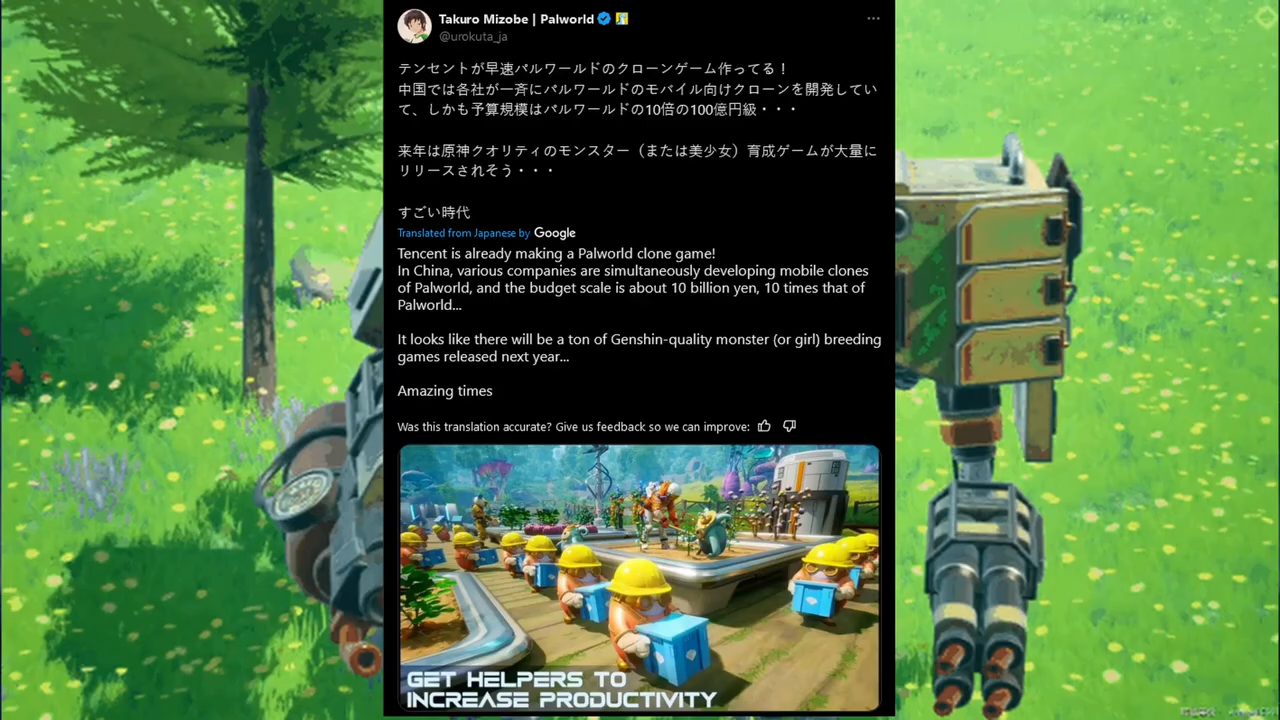 Takuro Mizobe | Palworld
@urokuta_ja
テンセントが早速パルワールドのクローンゲーム作ってる！
中国では各社が一斉にパルワールドのモバイル向けクローンを開発してい
て、しかも予算規模はパルワールドの10倍の100億円級・・・
来年は原神クオリティのモンスター（または美少女）育成ゲームが大量に
リリースされそう・・・
すごい時代
Translated from Japanese by Google
Tencent is already making a Palworld clone game!
In China, various companies are simultaneously developing mobile clones
of Palworld, and the budget scale is about 10 billion yen, 10 times that of
Palworld...
It looks like there will be a ton of Genshin-quality monster (or girl) breeding
games released next year...
Amazing times
Was this translation accurate? Give us feedback so we can improve:
GET HELPERS TO
INCREASE PRODUCTIVITY